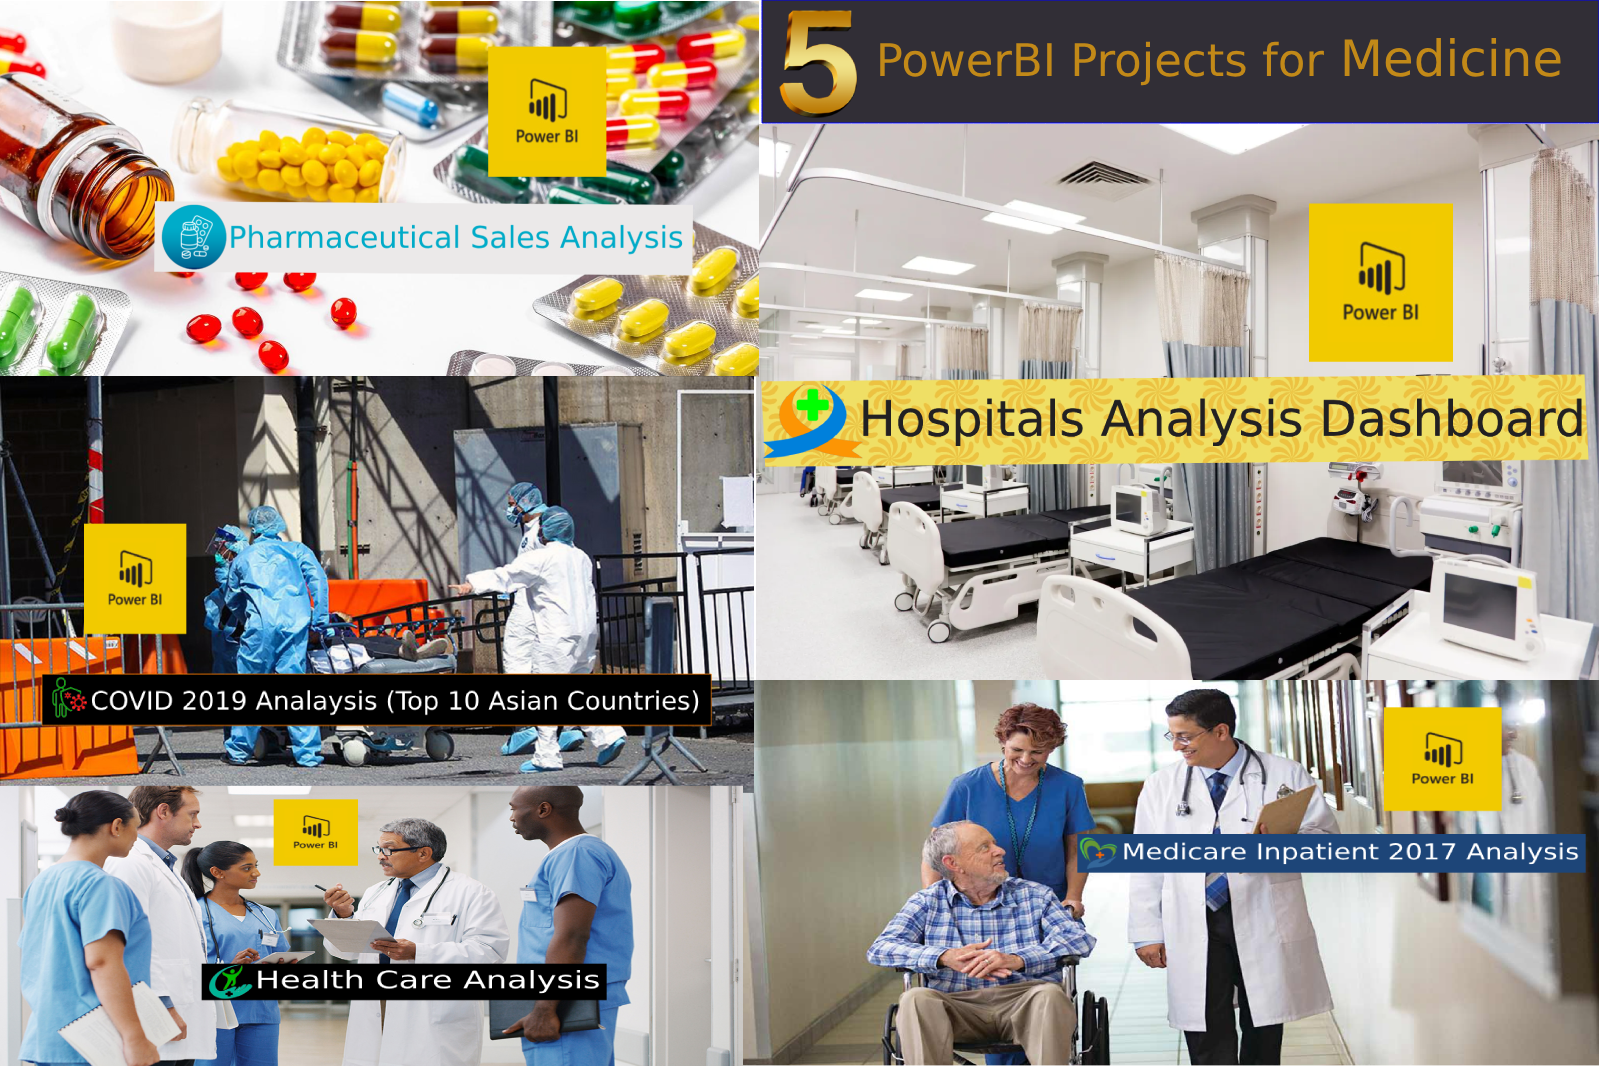 5 PowerBI Projects for Medicine
Power BI
Pharmaceutical Sales Analysis
Power BI
Hospitals Analysis Dashboard
Power BI
COVID 2019 Analaysis (Top 10 Asian Countries)
Power BI
Medicare Inpatient 2017 Analysis
Power BI
Health Care Analysis